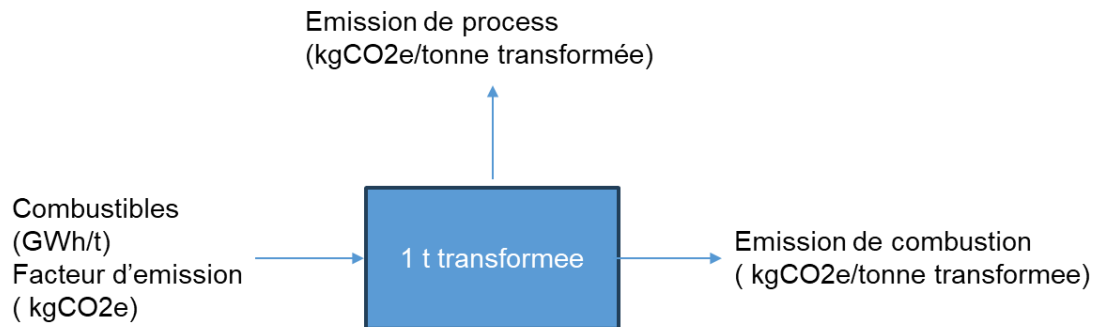 Emission de process
(kgCO2e/tonne transformée)
Combustibles
(GWh/t)
Facteur d'emission
( kgCO2e)
1 t transformee
Emission de combustion
( kgCO2e/tonne transformee)